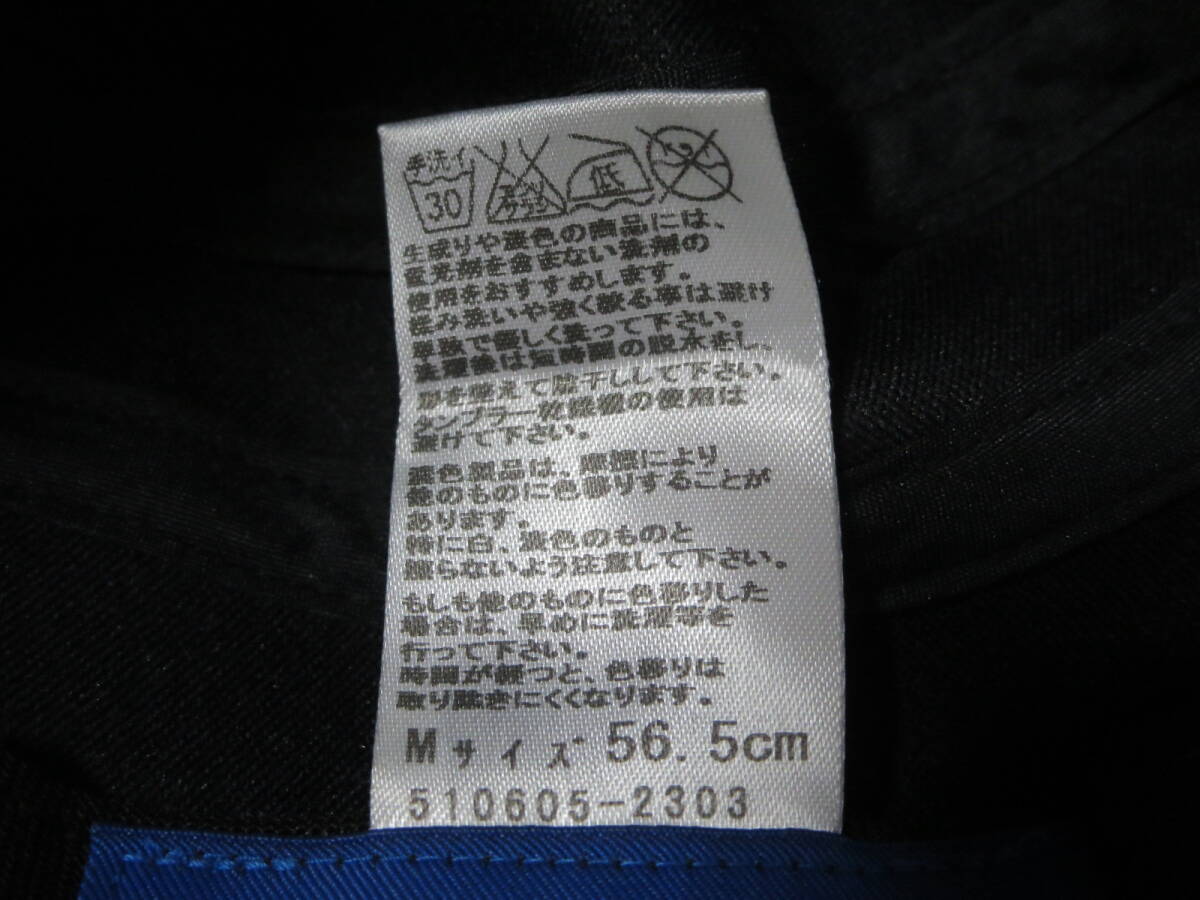 手洗イ
30
エンソ
サラシ
低
生成りや淡色の商品には、
蛍光剤を含まない洗剤の
使用をおすすめします。
揉み洗いや強く絞る事は避け
単独で優しく洗って下さい。
洗濯後は短時間の脱水をし、
形を整えて陰干しして下さい。
タンブラー乾燥機の使用は
避けて下さい。
濃色製品は、摩擦により
他のものに色移りすることが
あります。
特に白、淡色のものと
擦らないよう注意して下さい。
もしも他のものに色移りした
場合は、早めに洗濯等を
行って下さい。
時間が経つと、色移りは
取り除きにくくなります。
Mサイズ 56.5cm
510605-2303